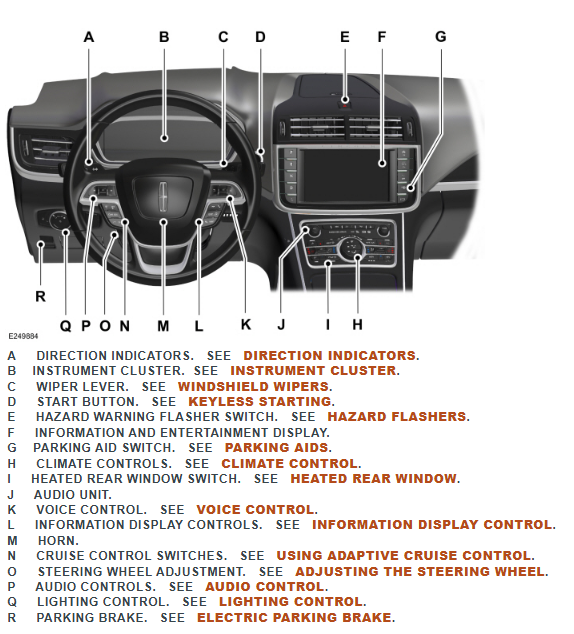 A B C D E F G
R
Q P O N M L K J I H
E249884
A DIRECTION INDICATORS. SEE DIRECTION INDICATORS.
B INSTRUMENT CLUSTER. SEE INSTRUMENT CLUSTER.
C WIPER LEVER. SEE WINDSHIELD WIPERS.
D START BUTTON. SEE KEYLESS STARTING.
E HAZARD WARNING FLASHER SWITCH. SEE HAZARD FLASHERS.
F INFORMATION AND ENTERTAINMENT DISPLAY.
G PARKING AID SWITCH. SEE PARKING AIDS.
H CLIMATE CONTROLS. SEE CLIMATE CONTROL.
I HEATED REAR WINDOW SWITCH. SEE HEATED REAR WINDOW.
J AUDIO UNIT.
K VOICE CONTROL. SEE VOICE CONTROL.
L INFORMATION DISPLAY CONTROLS. SEE INFORMATION DISPLAY CONTROL.
M HORN.
N CRUISE CONTROL SWITCHES. SEE USING ADAPTIVE CRUISE CONTROL.
O STEERING WHEEL ADJUSTMENT. SEE ADJUSTING THE STEERING WHEEL.
P AUDIO CONTROLS. SEE AUDIO CONTROL.
Q LIGHTING CONTROL. SEE LIGHTING CONTROL.
R PARKING BRAKE. SEE ELECTRIC PARKING BRAKE.